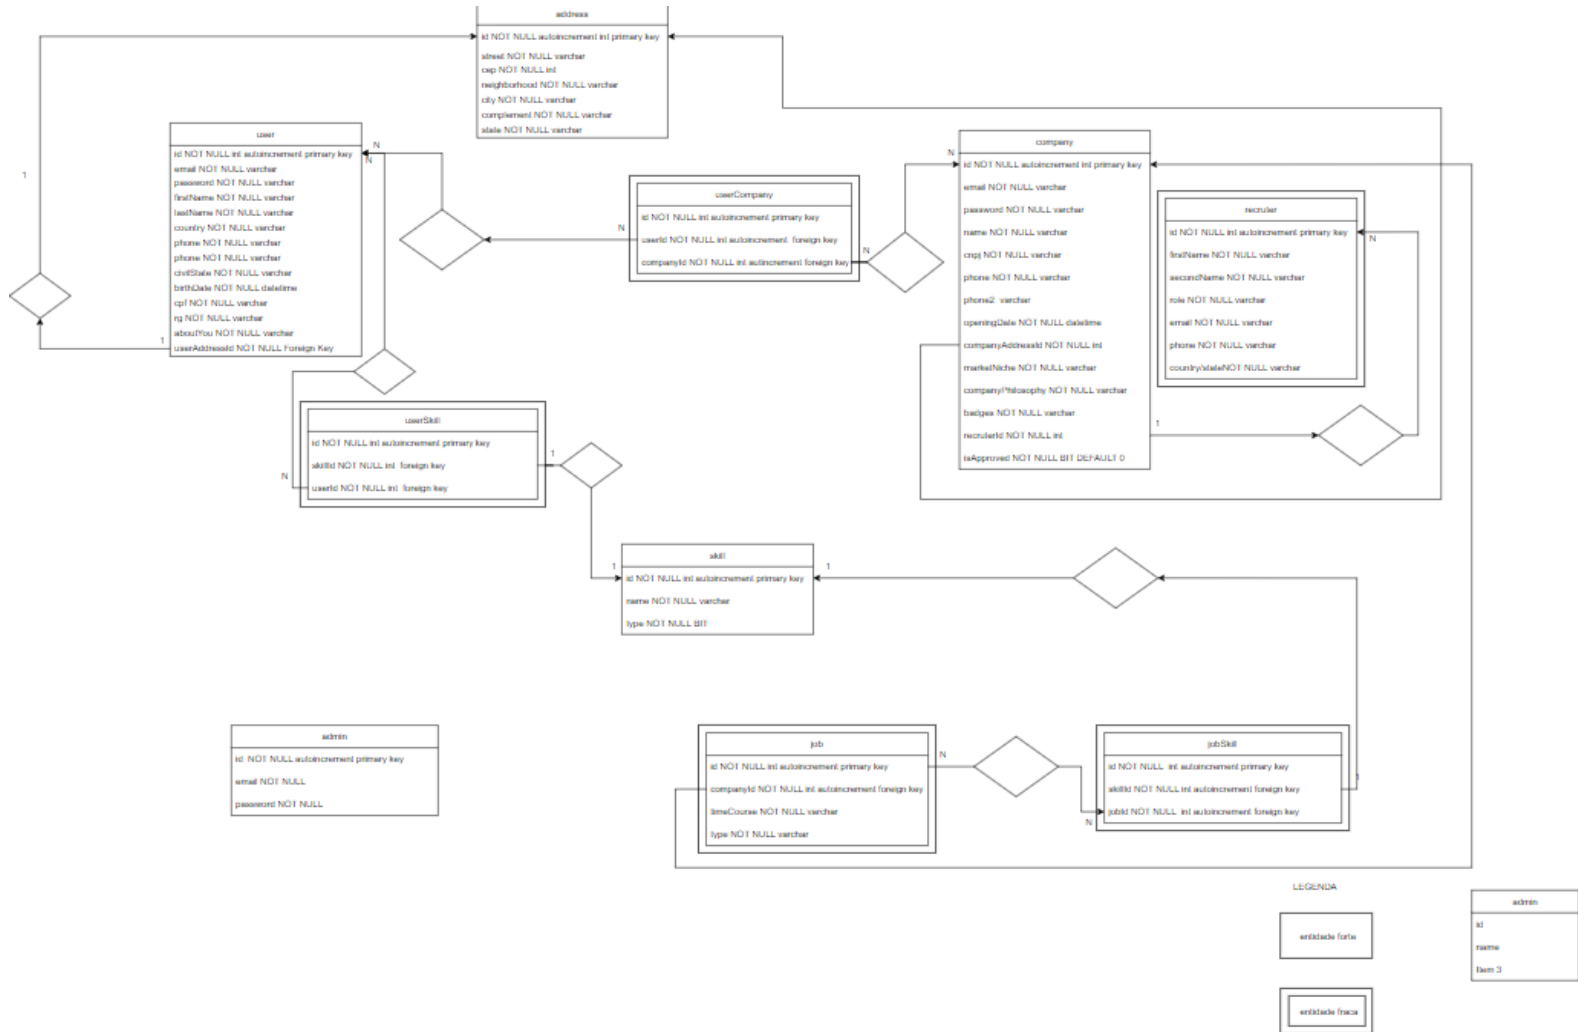 address
id NOT NULL autoincrement int primary key
street NOT NULL varchar
cep NOT NULL int
neighborhood NOT NULL varchar
city NOT NULL varchar
complement NOT NULL varchar
state NOT NULL varchar
1
user
id NOT NULL int autoincrement primary key
email NOT NULL varchar
password NOT NULL varchar
firstName NOT NULL varchar
lastName NOT NULL varchar
country NOT NULL varchar
phone NOT NULL varchar
phone NOT NULL varchar
civilState NOT NULL varchar
birthDate NOT NULL datetime
cpf NOT NULL varchar
rg NOT NULL varchar
aboutYou NOT NULL varchar
userAddressId NOT NULL Foreign Key
1
N
N
userCompany
id NOT NULL int autoincrement primary key
userId NOT NULL int autoincrement foreign key
companyId NOT NULL int autincrement foreign key
N
N
N
company
id NOT NULL autoincrement int primary key
email NOT NULL varchar
password NOT NULL varchar
name NOT NULL varchar
cnpj NOT NULL varchar
phone NOT NULL varchar
phone2 varchar
openingDate NOT NULL datetime
companyAddressId NOT NULL int
marketNiche NOT NULL varchar
companyPhilosophy NOT NULL varchar
badges NOT NULL varchar
recruterId NOT NULL int
isApproved NOT NULL BIT DEFAULT 0
1
recruter
id NOT NULL int autoincrement primary key
firstName NOT NULL varchar
secondName NOT NULL varchar
role NOT NULL varchar
email NOT NULL varchar
phone NOT NULL varchar
country/stateNOT NULL varchar
N
userSkill
id NOT NULL int autoincrement primary key
skillId NOT NULL int foreign key
userId NOT NULL int foreign key
N
1
1
skill
id NOT NULL int autoincrement primary key
name NOT NULL varchar
type NOT NULL BIT
1
admin
id NOT NULL autoincrement primary key
email NOT NULL
password NOT NULL
job
id NOT NULL int autoincrement primary key
companyId NOT NULL int autoincrement foreign key
timeCourse NOT NULL varchar
type NOT NULL varchar
N
N
jobSkill
id NOT NULL int autoincrement primary key
skillId NOT NULL int autoincrement foreign key
jobId NOT NULL int autoincrement foreign key
1
LEGENDA
entidade forte
entidade fraca
admin
id
name
Item 3